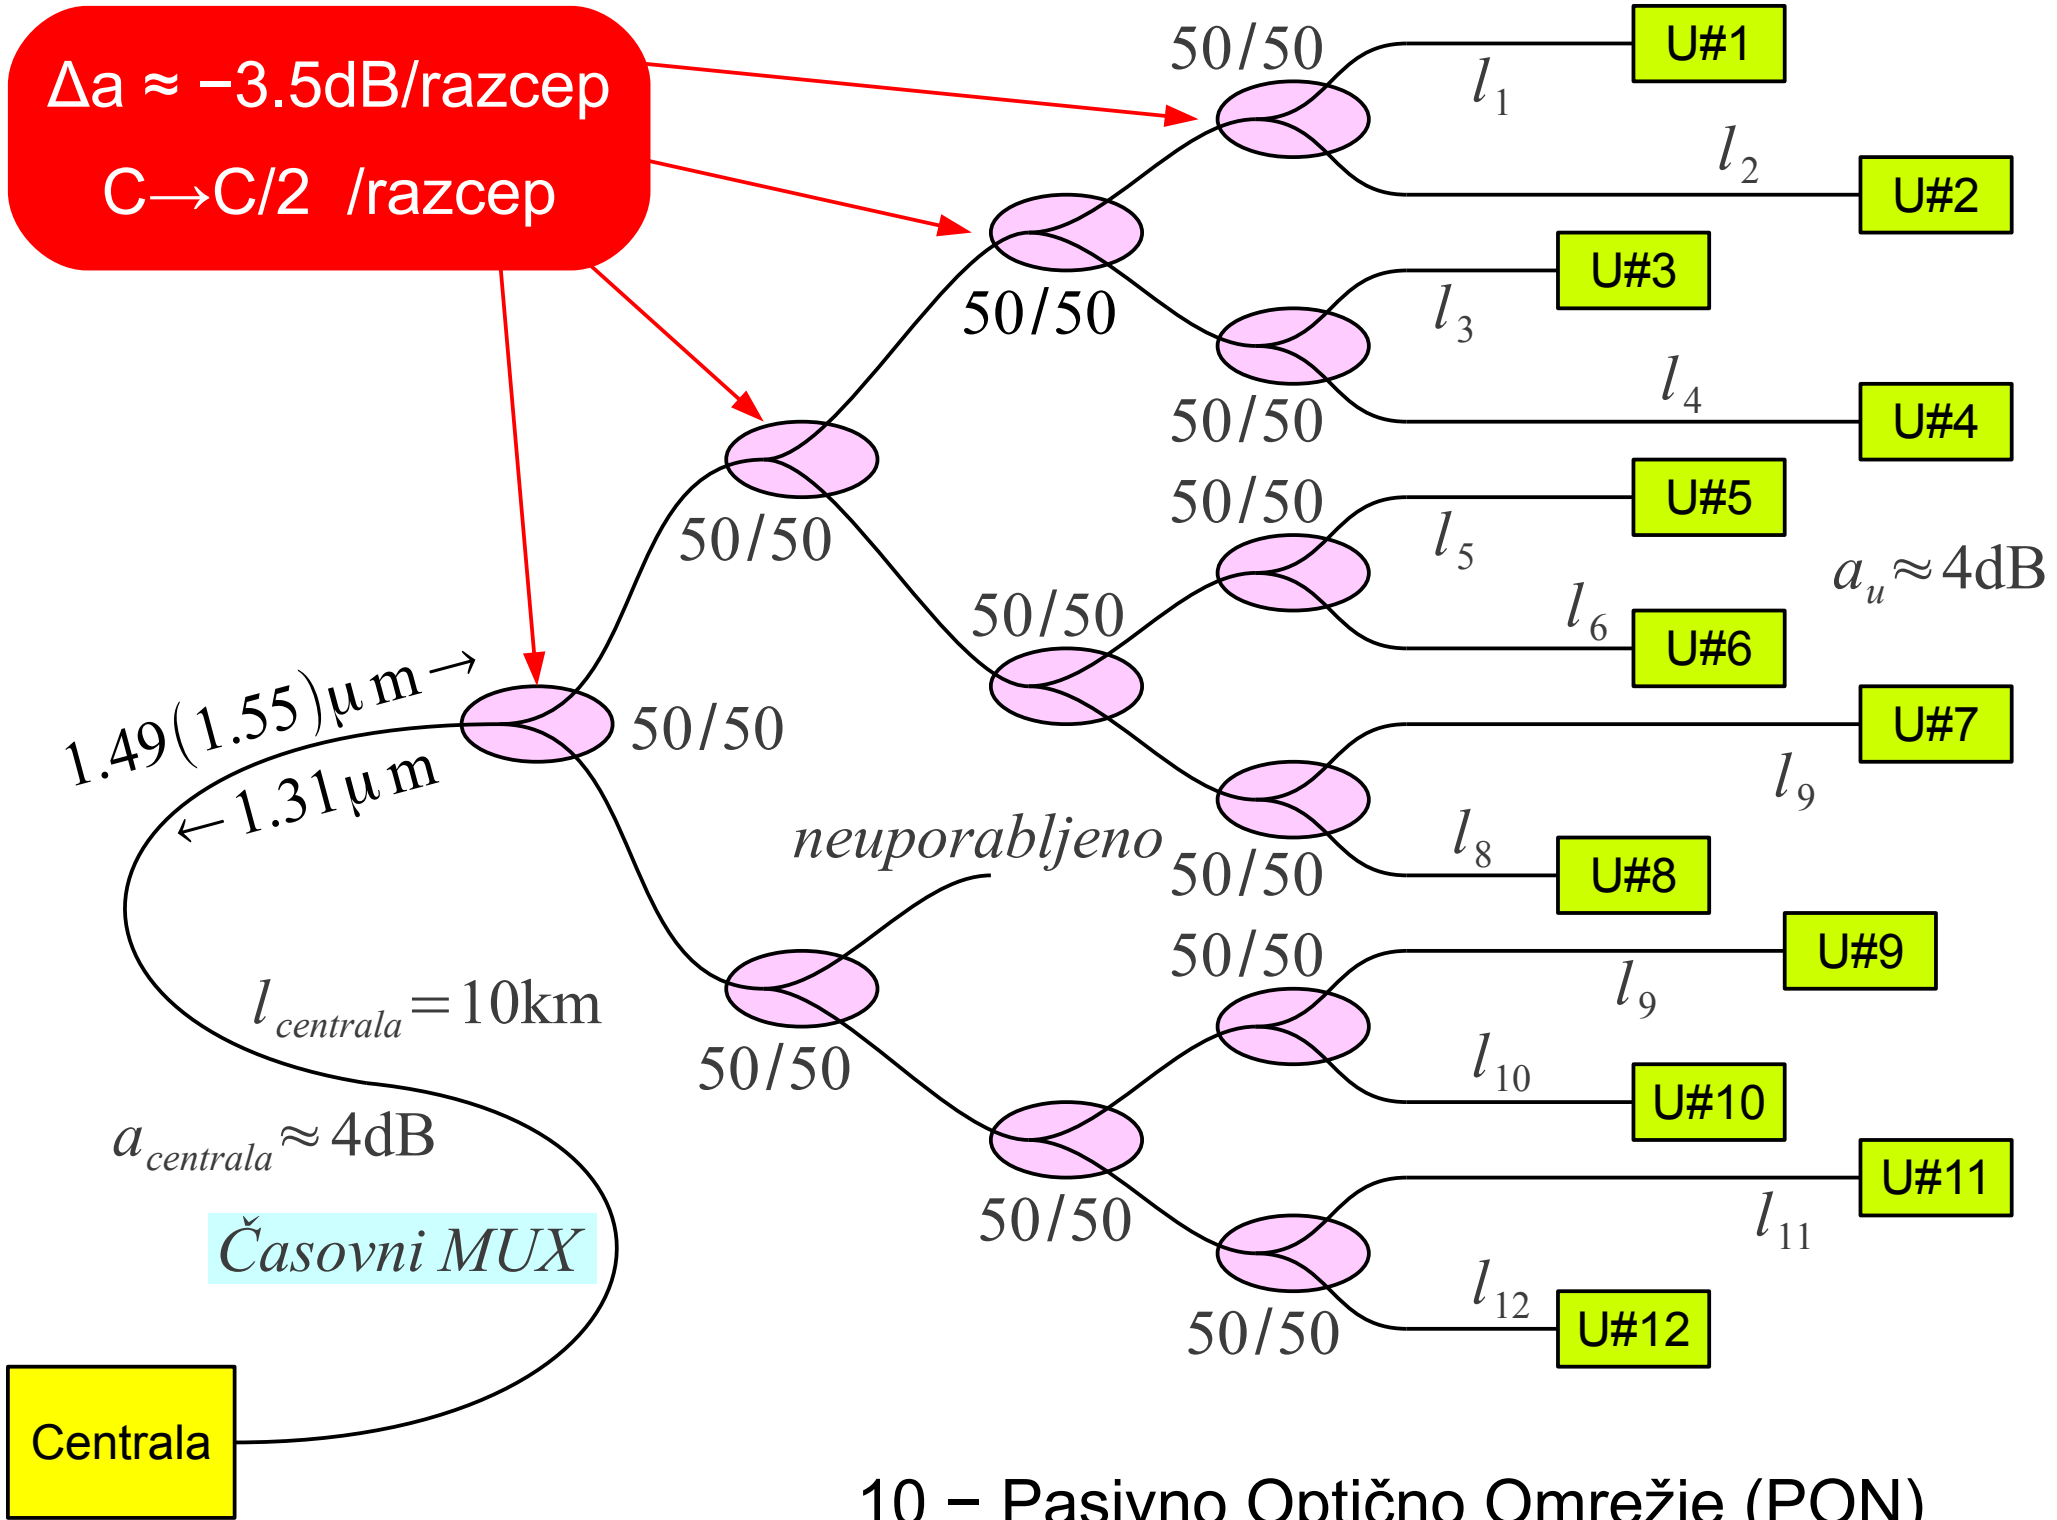 Δa ≈ −3.5dB/razcep
C→C/2 /razcep
50/50
l₁
U#1
l₂
U#2
50/50
U#3
l₃
50/50
l₄
U#4
50/50
50/50
U#5
l₅
a_u≈4dB
50/50
l₆
U#6
1.49(1.55)μm→
←1.31μm
50/50
U#7
l₉
neuporabljeno
50/50
l₈
U#8
50/50
U#9
l₉
l_centrala=10km
50/50
l₁₀
U#10
a_centrala≈4dB
50/50
U#11
l₁₁
Časovni MUX
l₁₂
50/50
U#12
Centrala
10 − Pasivno Optično Omrežje (PON)